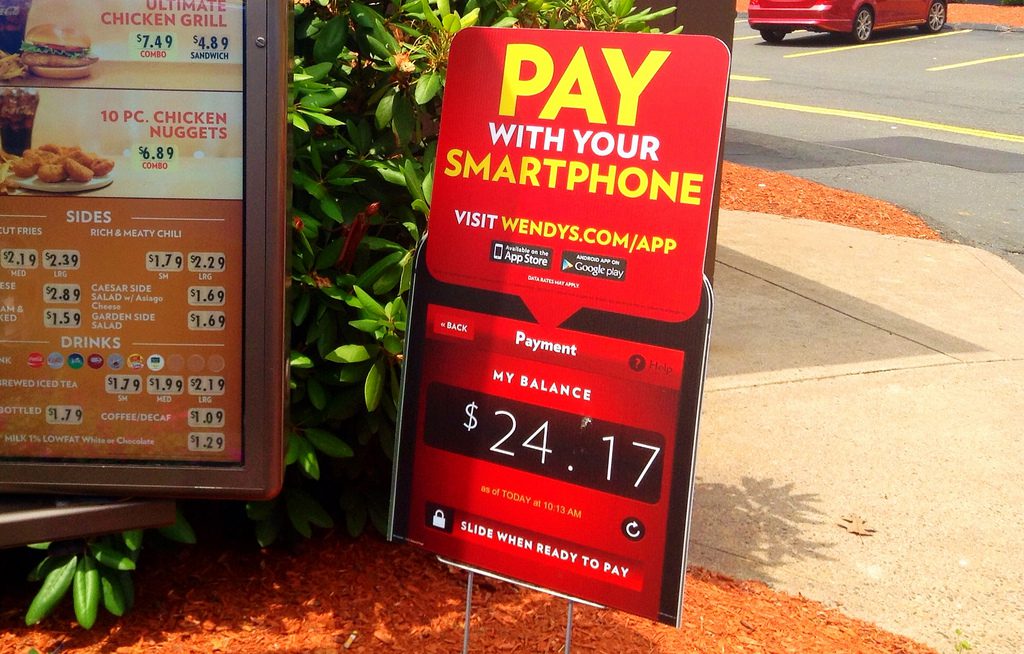 ULTIMATE
CHICKEN GRILL
$7.49 $4.89
COMBO SANDWICH
10 PC. CHICKEN
NUGGETS
$6.89
COMBO
SIDES
CUT FRIES RICH & MEATY CHILI
$2.19 $2.39 $1.79 $2.29
MED LRG SM LRG
$2.89 CAESAR SIDE
SALAD w/ Asiago
Cheese $1.69
$1.59 GARDEN SIDE
SALAD $1.69
DRINKS
BREWED ICED TEA $1.79 $1.99 $2.19
SM MED LRG
BOTTLED $1.79 COFFEE/DECAF $1.09
MILK 1% LOWFAT White or Chocolate $1.29
PAY
WITH YOUR
SMARTPHONE
VISIT WENDYS.COM/APP
Available on the
App Store
ANDROID APP ON
Google play
DATA RATES MAY APPLY.
« BACK
Payment
? Help
MY BALANCE
$24.17
as of TODAY at 10:13 AM
SLIDE WHEN READY TO PAY